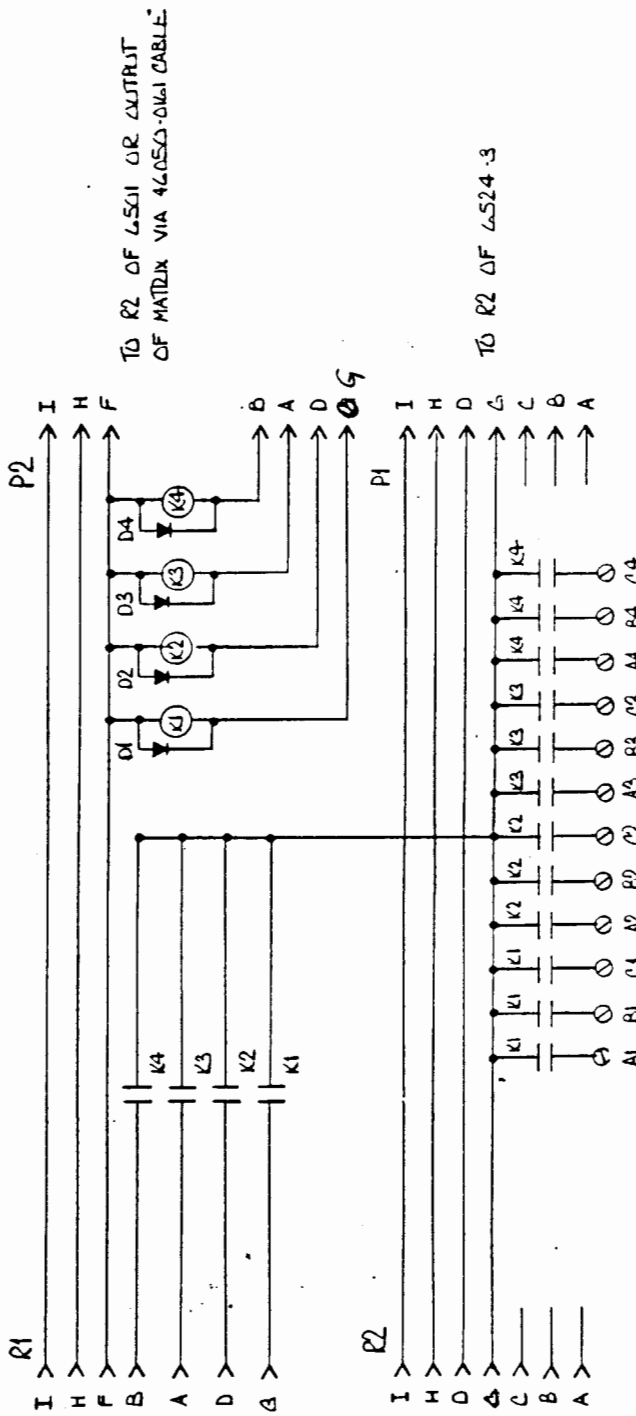 R1
P2
I
H
F
B
A
D
G
I
H
F
B
A
D
G
K4
K3
K2
K1
D1
K1
D2
K2
D3
K3
D4
K4
TO R2 OF 6501 OR OUTPUT
OF MATRIX VIA 46050-0161 CABLE
R2
P1
I
H
D
G
C
B
A
I
H
D
G
C
B
A
TO R2 OF 6524-3
K1 K1 K1 K2 K2 K2 K3 K3 K3 K4 K4 K4
A1 B1 C1 A2 B2 C2 A3 B3 C3 A4 B4 C4